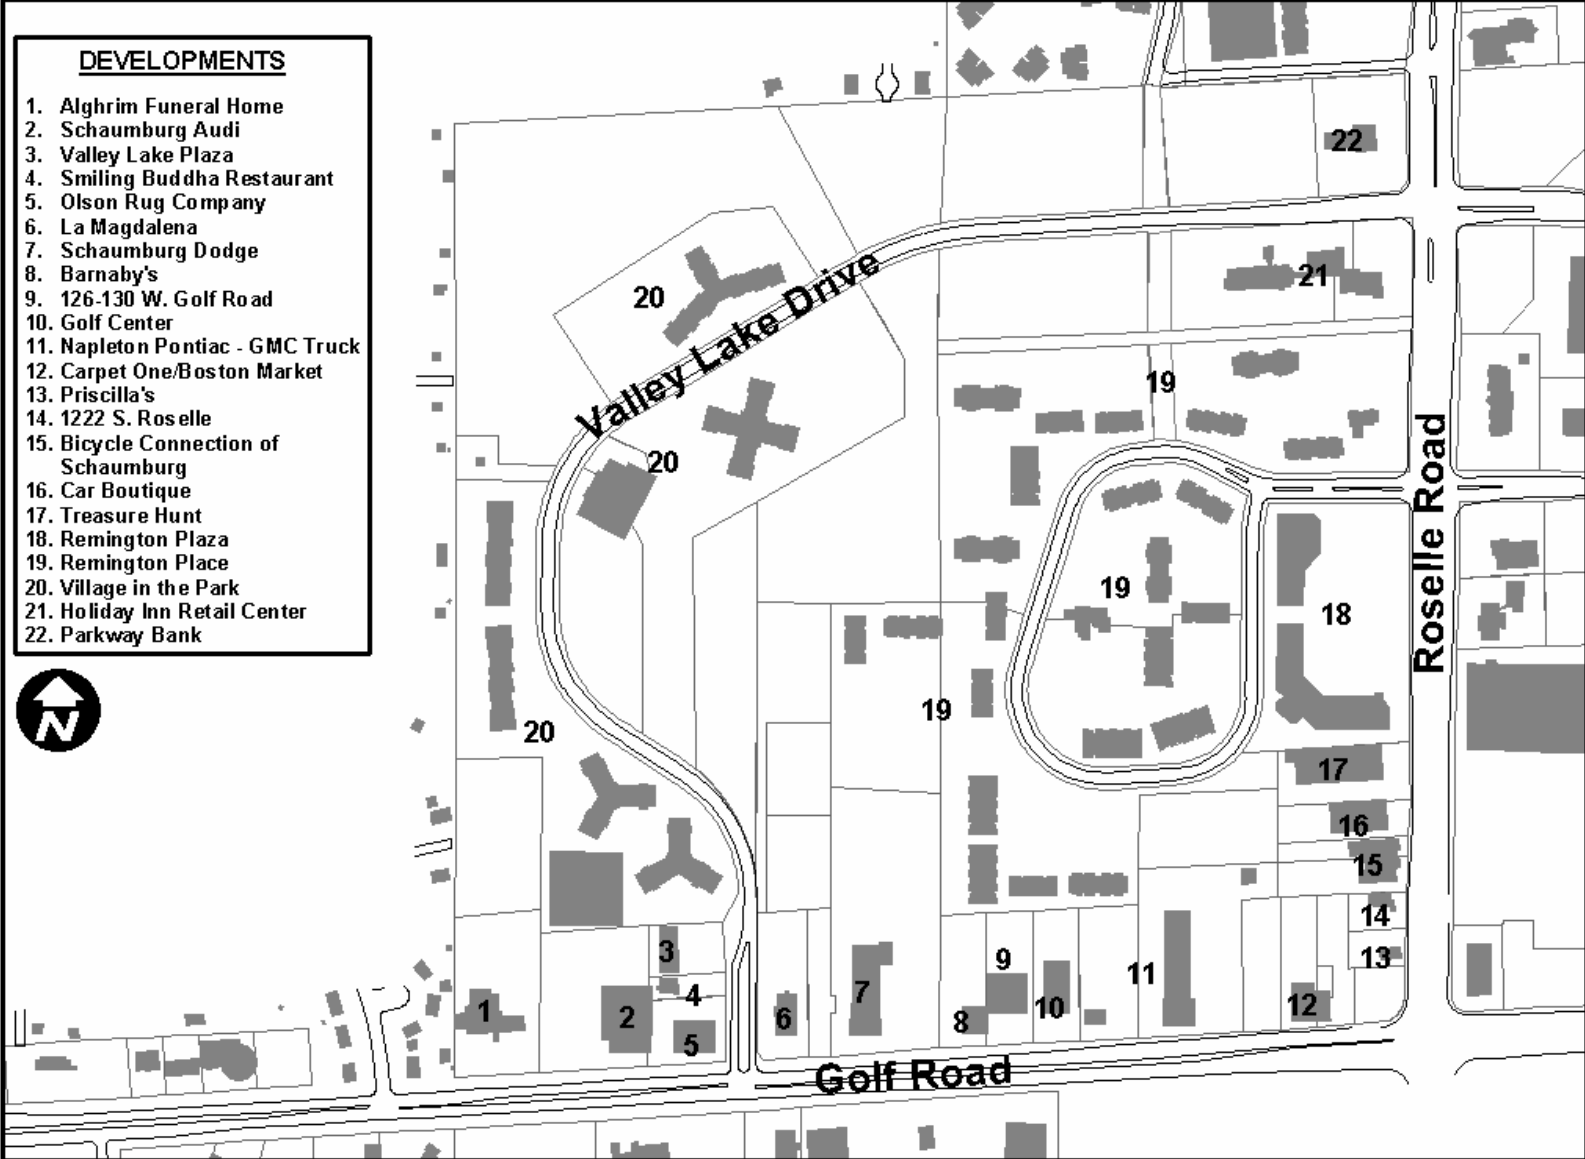 DEVELOPMENTS
1. Alghrim Funeral Home
2. Schaumburg Audi
3. Valley Lake Plaza
4. Smiling Buddha Restaurant
5. Olson Rug Company
6. La Magdalena
7. Schaumburg Dodge
8. Barnaby's
9. 126-130 W. Golf Road
10. Golf Center
11. Napleton Pontiac - GMC Truck
12. Carpet One/Boston Market
13. Priscilla's
14. 1222 S. Roselle
15. Bicycle Connection of
Schaumburg
16. Car Boutique
17. Treasure Hunt
18. Remington Plaza
19. Remington Place
20. Village in the Park
21. Holiday Inn Retail Center
22. Parkway Bank
N
22
21
20
Valley Lake Drive
19
20
Roselle Road
19
18
19
20
17
16
15
14
13
3
9
11
4
1
2
6
7
8
10
12
5
Golf Road